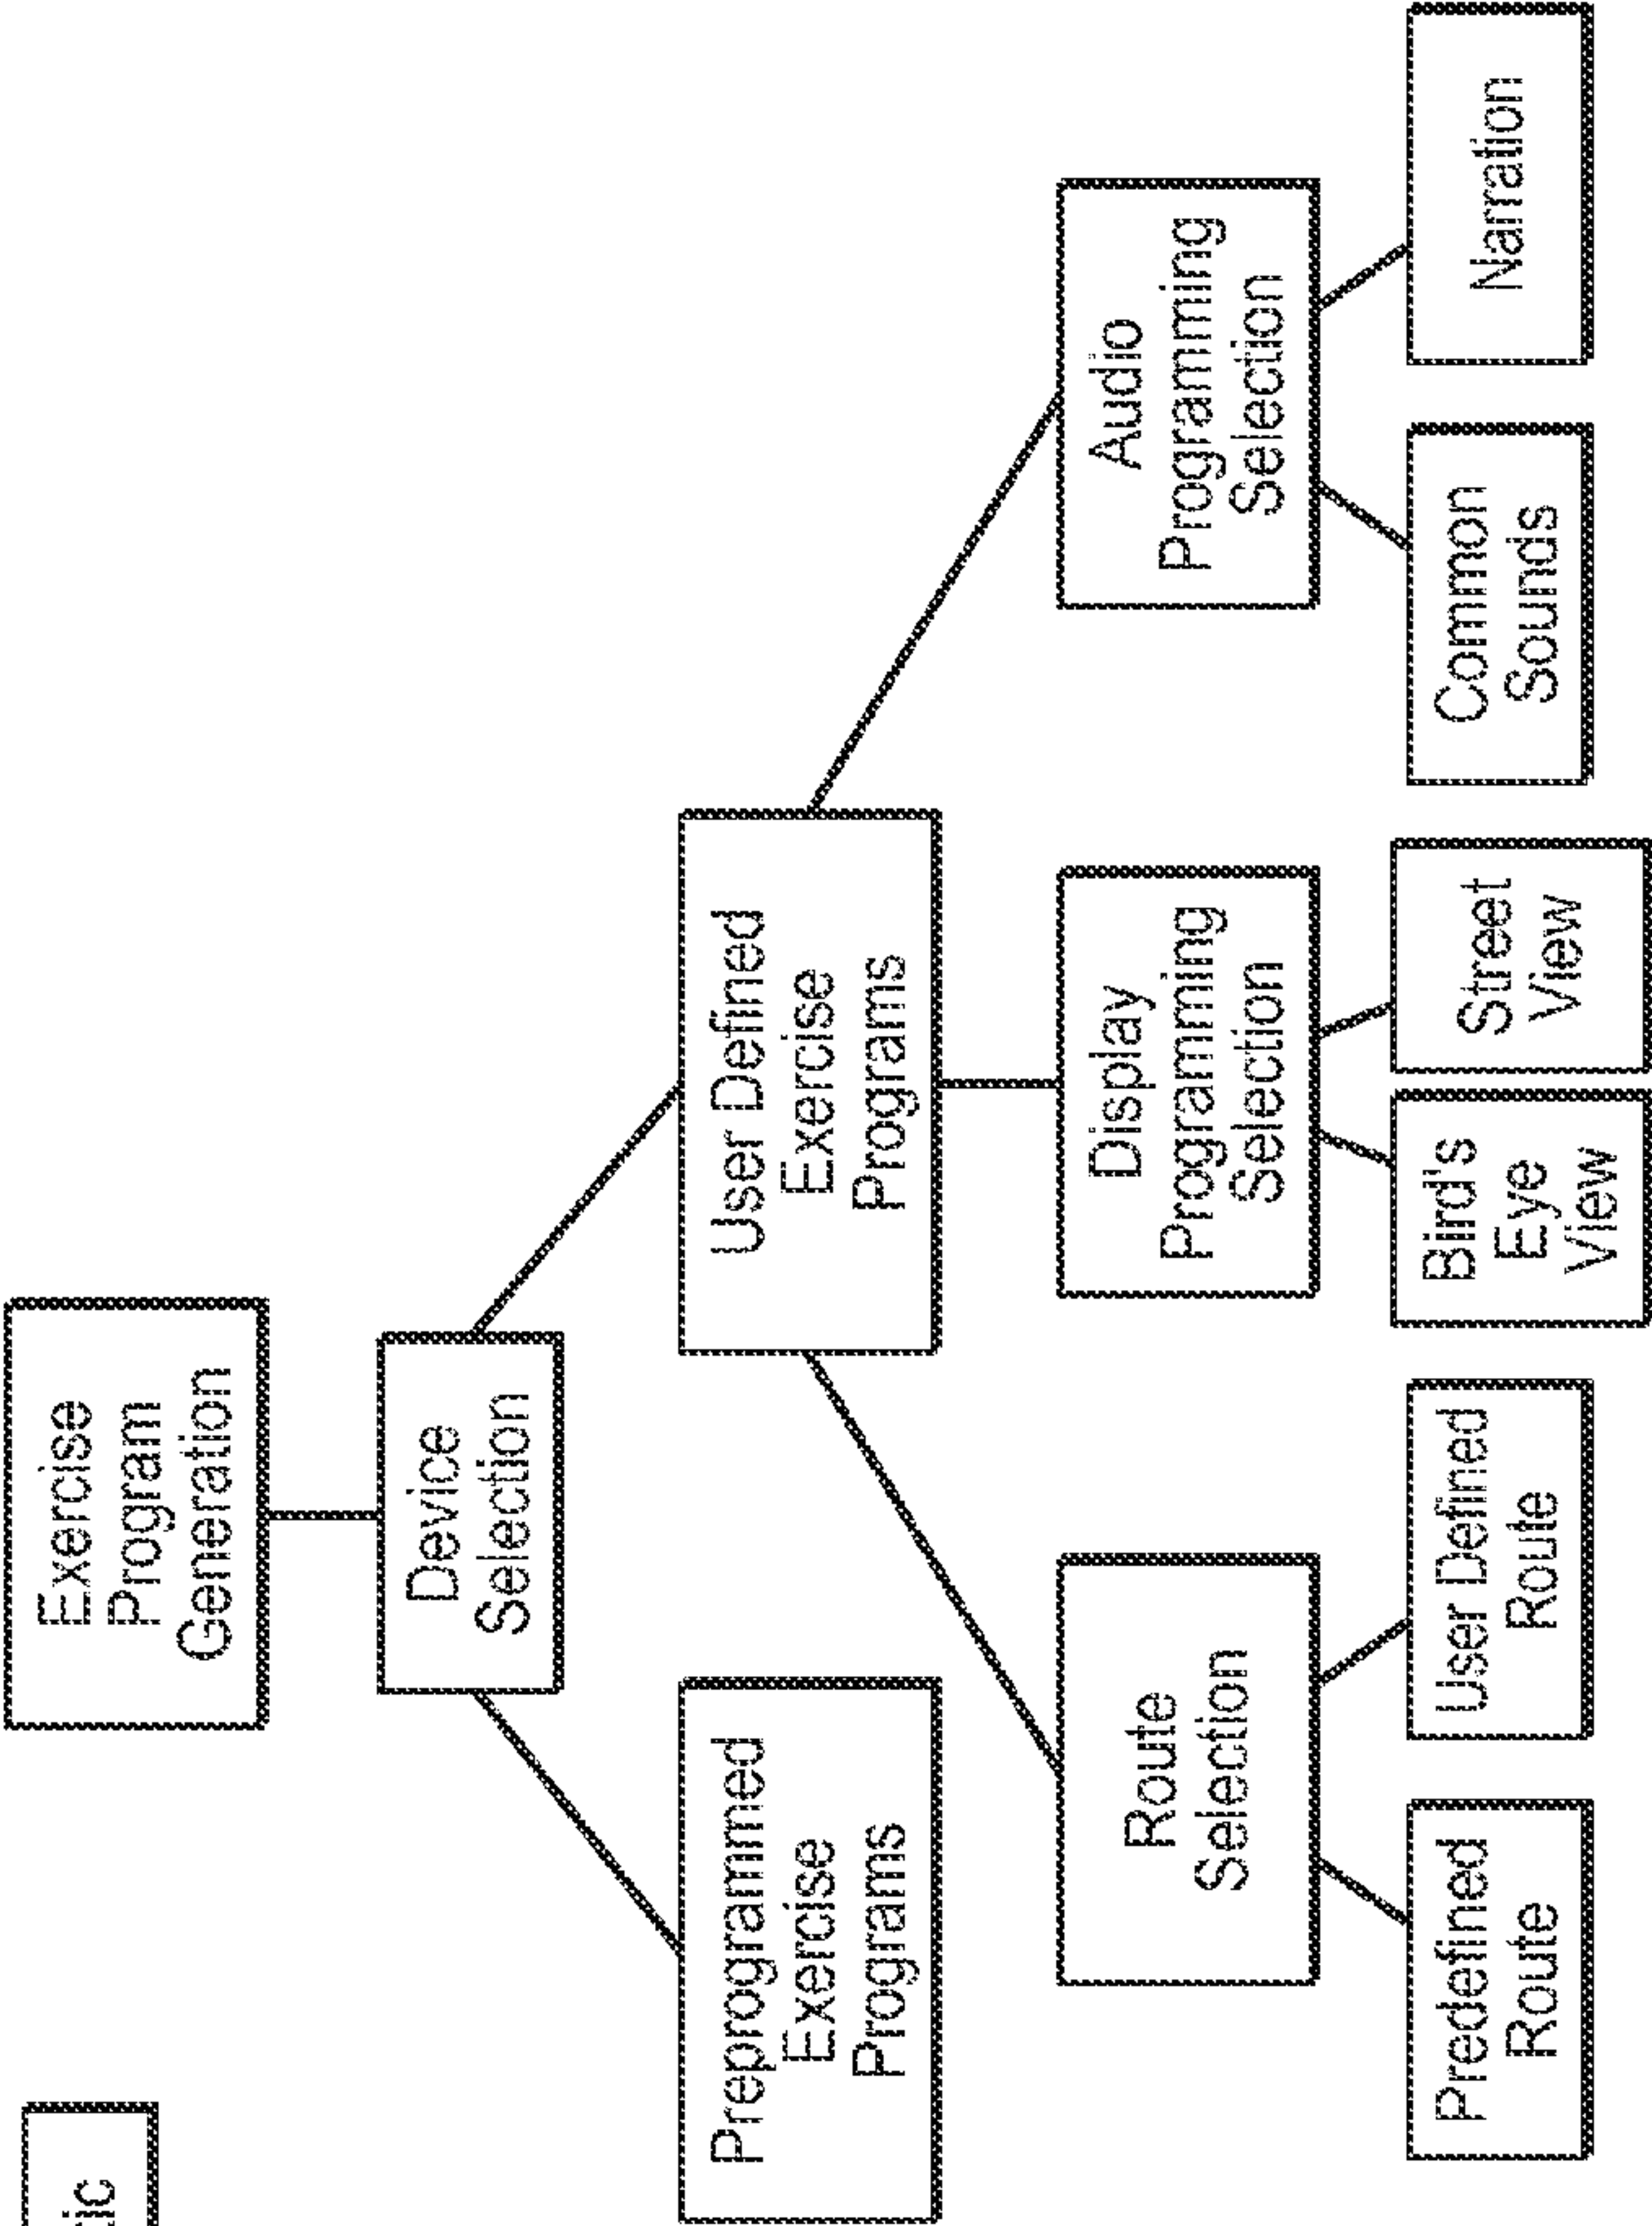 Exercise
Program
Generation
Device
Selection
Preprogrammed
Exercise
Programs
User Defined
Exercise
Programs
Route
Selection
Display
Programming
Selection
Audio
Programming
Selection
Predefined
Route
User Defined
Route
Bird's
Eye
View
Street
View
Common
Sounds
Narration